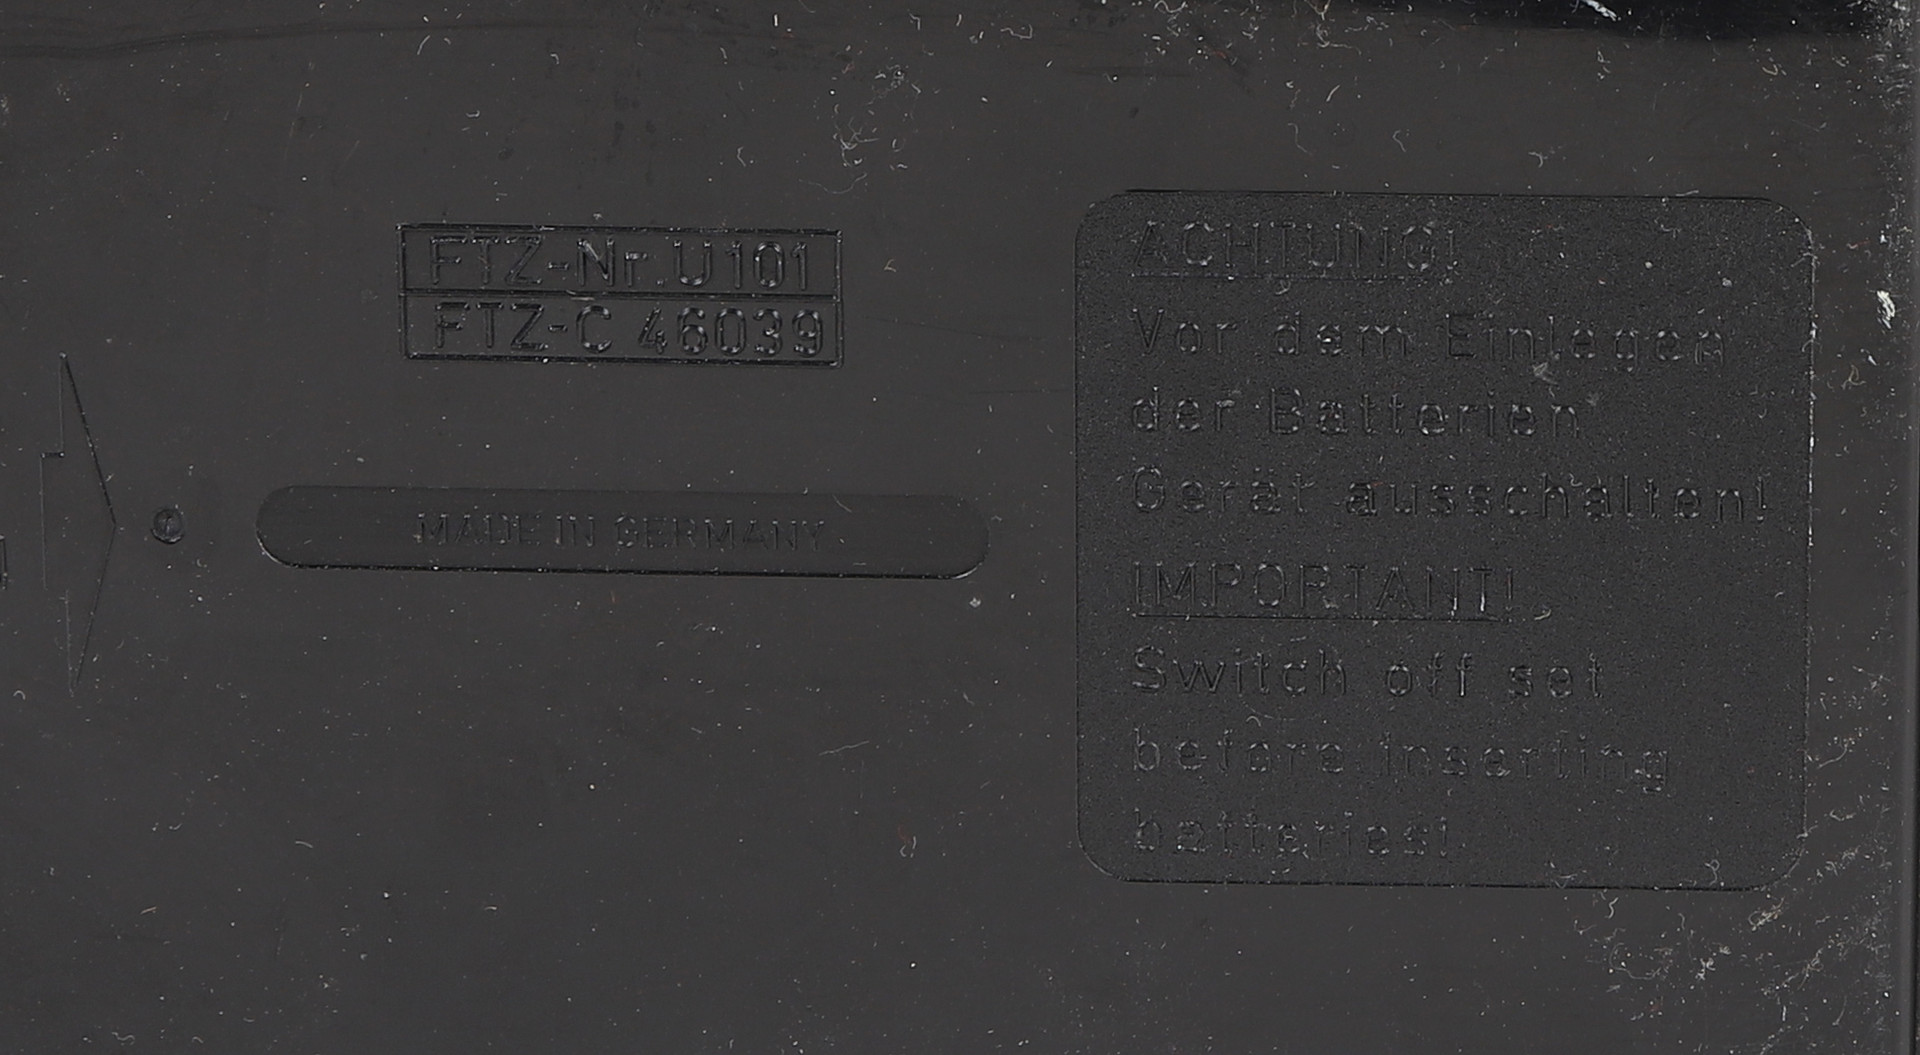 FTZ-Nr.U101
FTZ-C 46039
MADE IN GERMANY
ACHTUNG!
Vor dem Einlegen
der Batterien
Gerät ausschalten!
IMPORTANT!
Switch off set
before inserting
batteries!